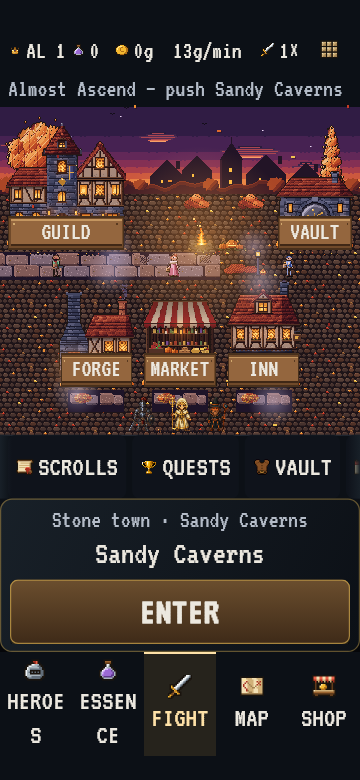 AL 1 0 0g 13g/min 1X
Almost Ascend – push Sandy Caverns
GUILD VAULT
FORGE MARKET INN
SCROLLS QUESTS VAULT
Stone town · Sandy Caverns
Sandy Caverns
ENTER
HEROE
S
ESSEN
CE
FIGHT
MAP
SHOP